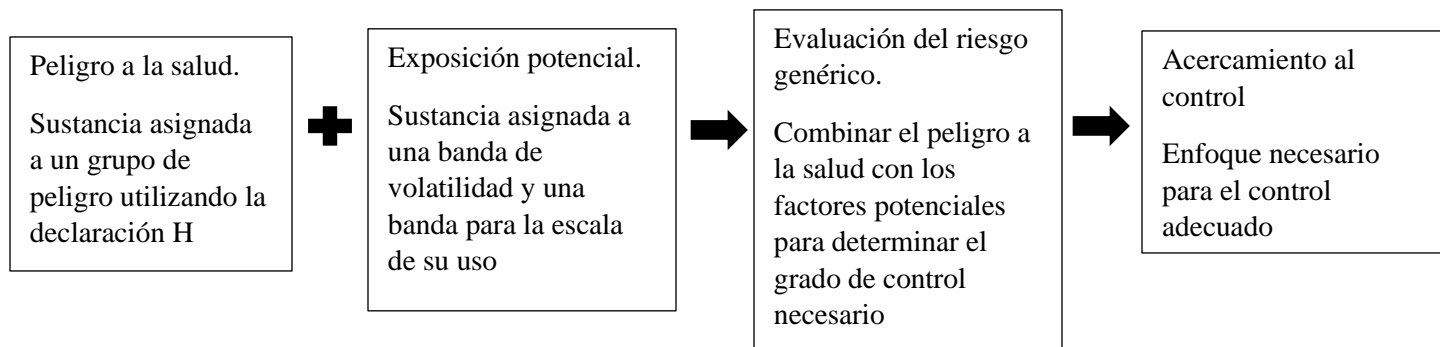 Peligro a la salud.
Sustancia asignada
a un grupo de
peligro utilizando la
declaración H
Exposición potencial.
Sustancia asignada a
una banda de
volatilidad y una
banda para la escala
de su uso
Evaluación del riesgo
genérico.
Combinar el peligro a
la salud con los
factores potenciales
para determinar el
grado de control
necesario
Acercamiento al
control
Enfoque necesario
para el control
adecuado